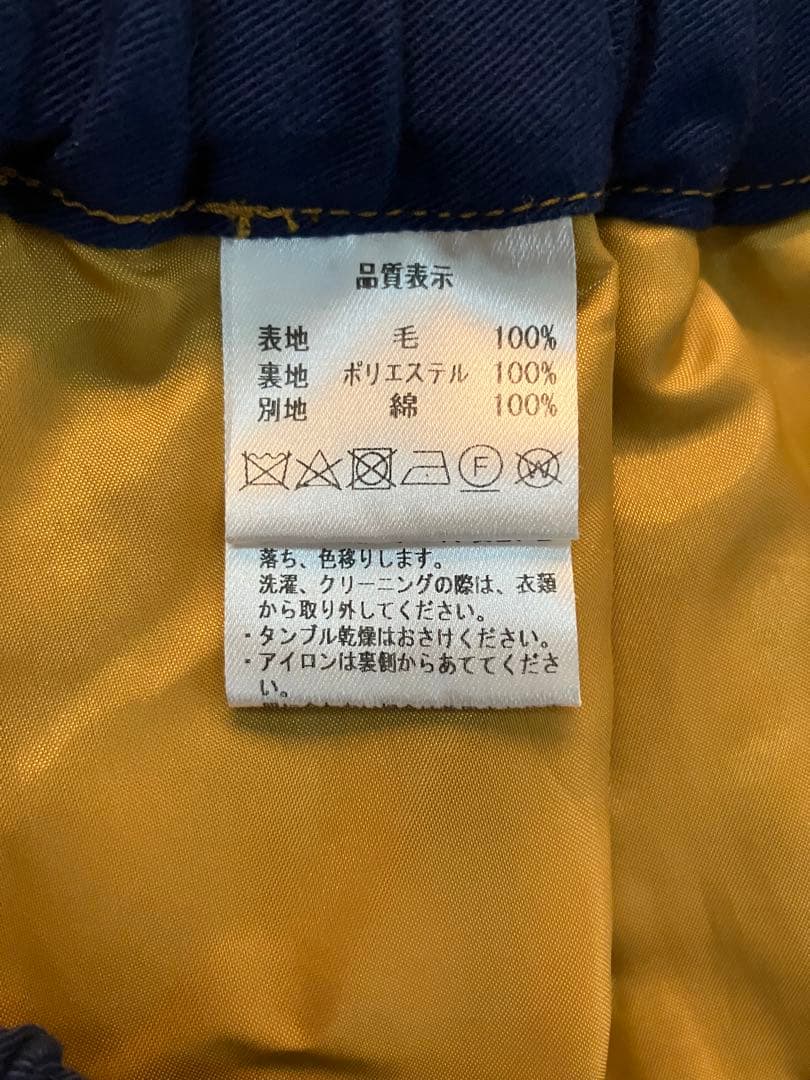 品質表示
表地 毛 100%
裏地 ポリエステル 100%
別地 綿 100%
F W
落ち、色移りします。
洗濯、クリーニングの際は、衣類
から取り外してください。
・タンブル乾燥はおさけください。
・アイロンは裏側からあててくださ
い。